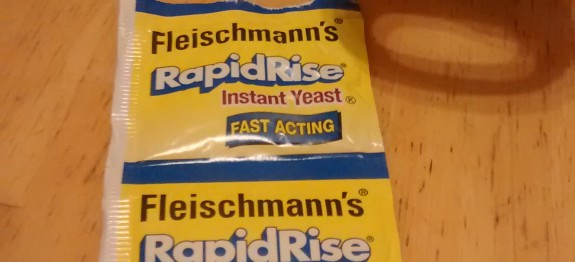 Fleischmann's®
RapidRise®
Instant Yeast®
FAST ACTING
Fleischmann's®
RapidRise®